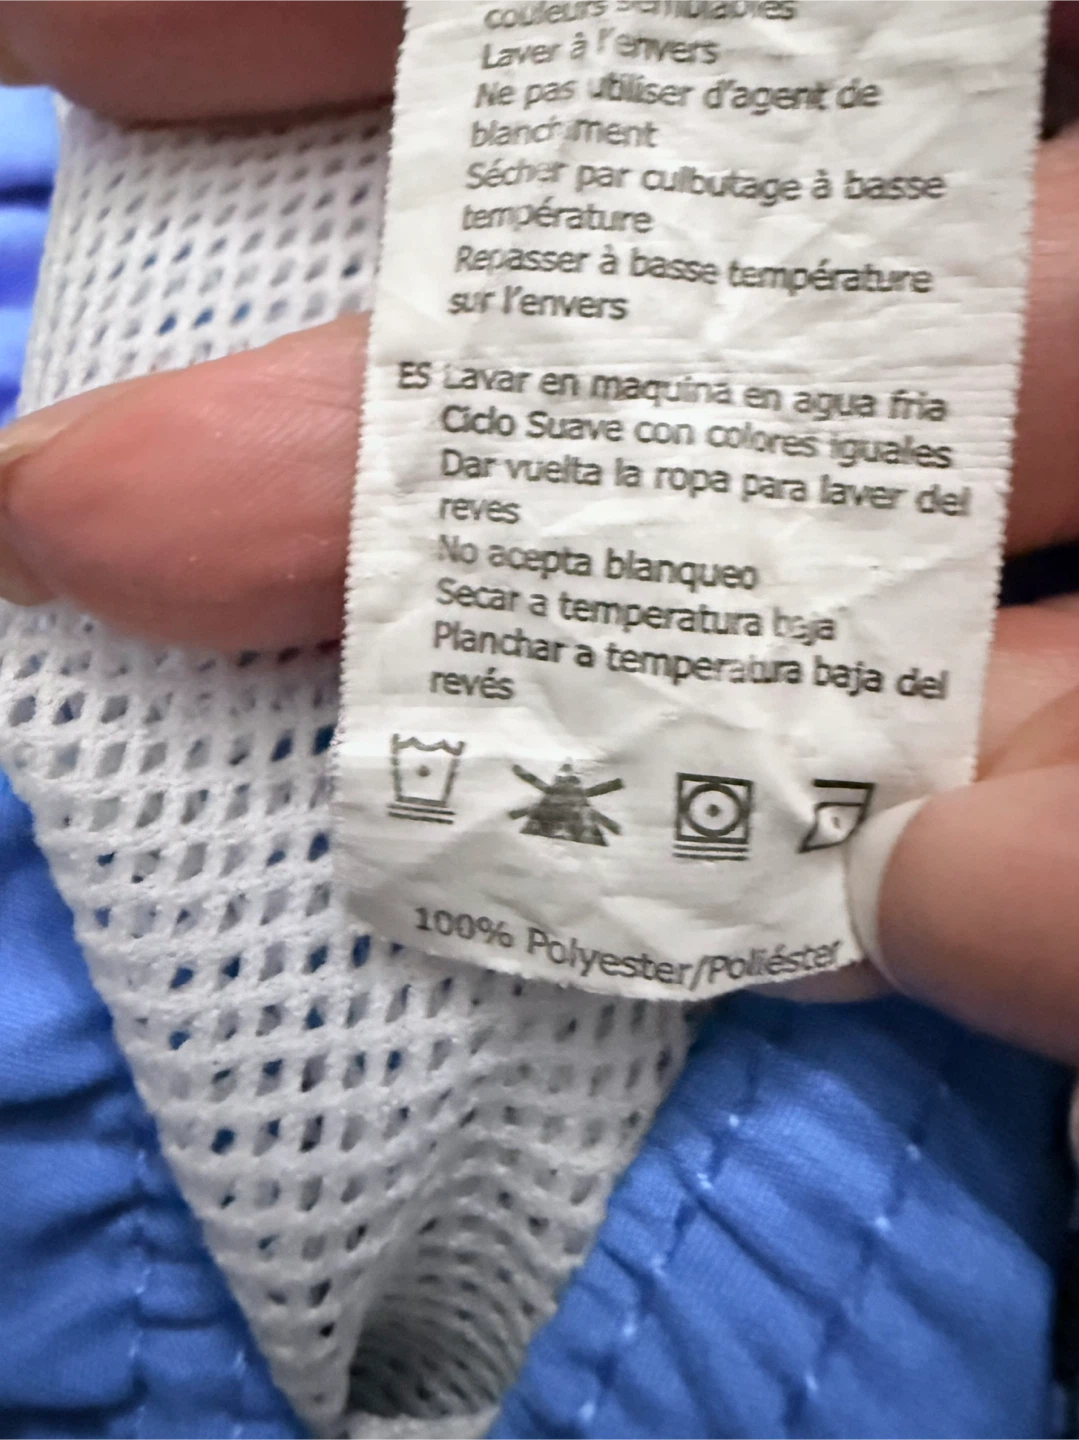 couleurs semblables
Laver à l'envers
Ne pas utiliser d'agent de
blanchiment
Sécher par culbutage à basse
température
Repasser à basse température
sur l'envers
ES Lavar en maquina en agua fria
Ciclo Suave con colores iguales
Dar vuelta la ropa para laver del
reves
No acepta blanqueo
Secar a temperatura baja
Planchar a temperatura baja del
revés
100% Polyester/Poliéster